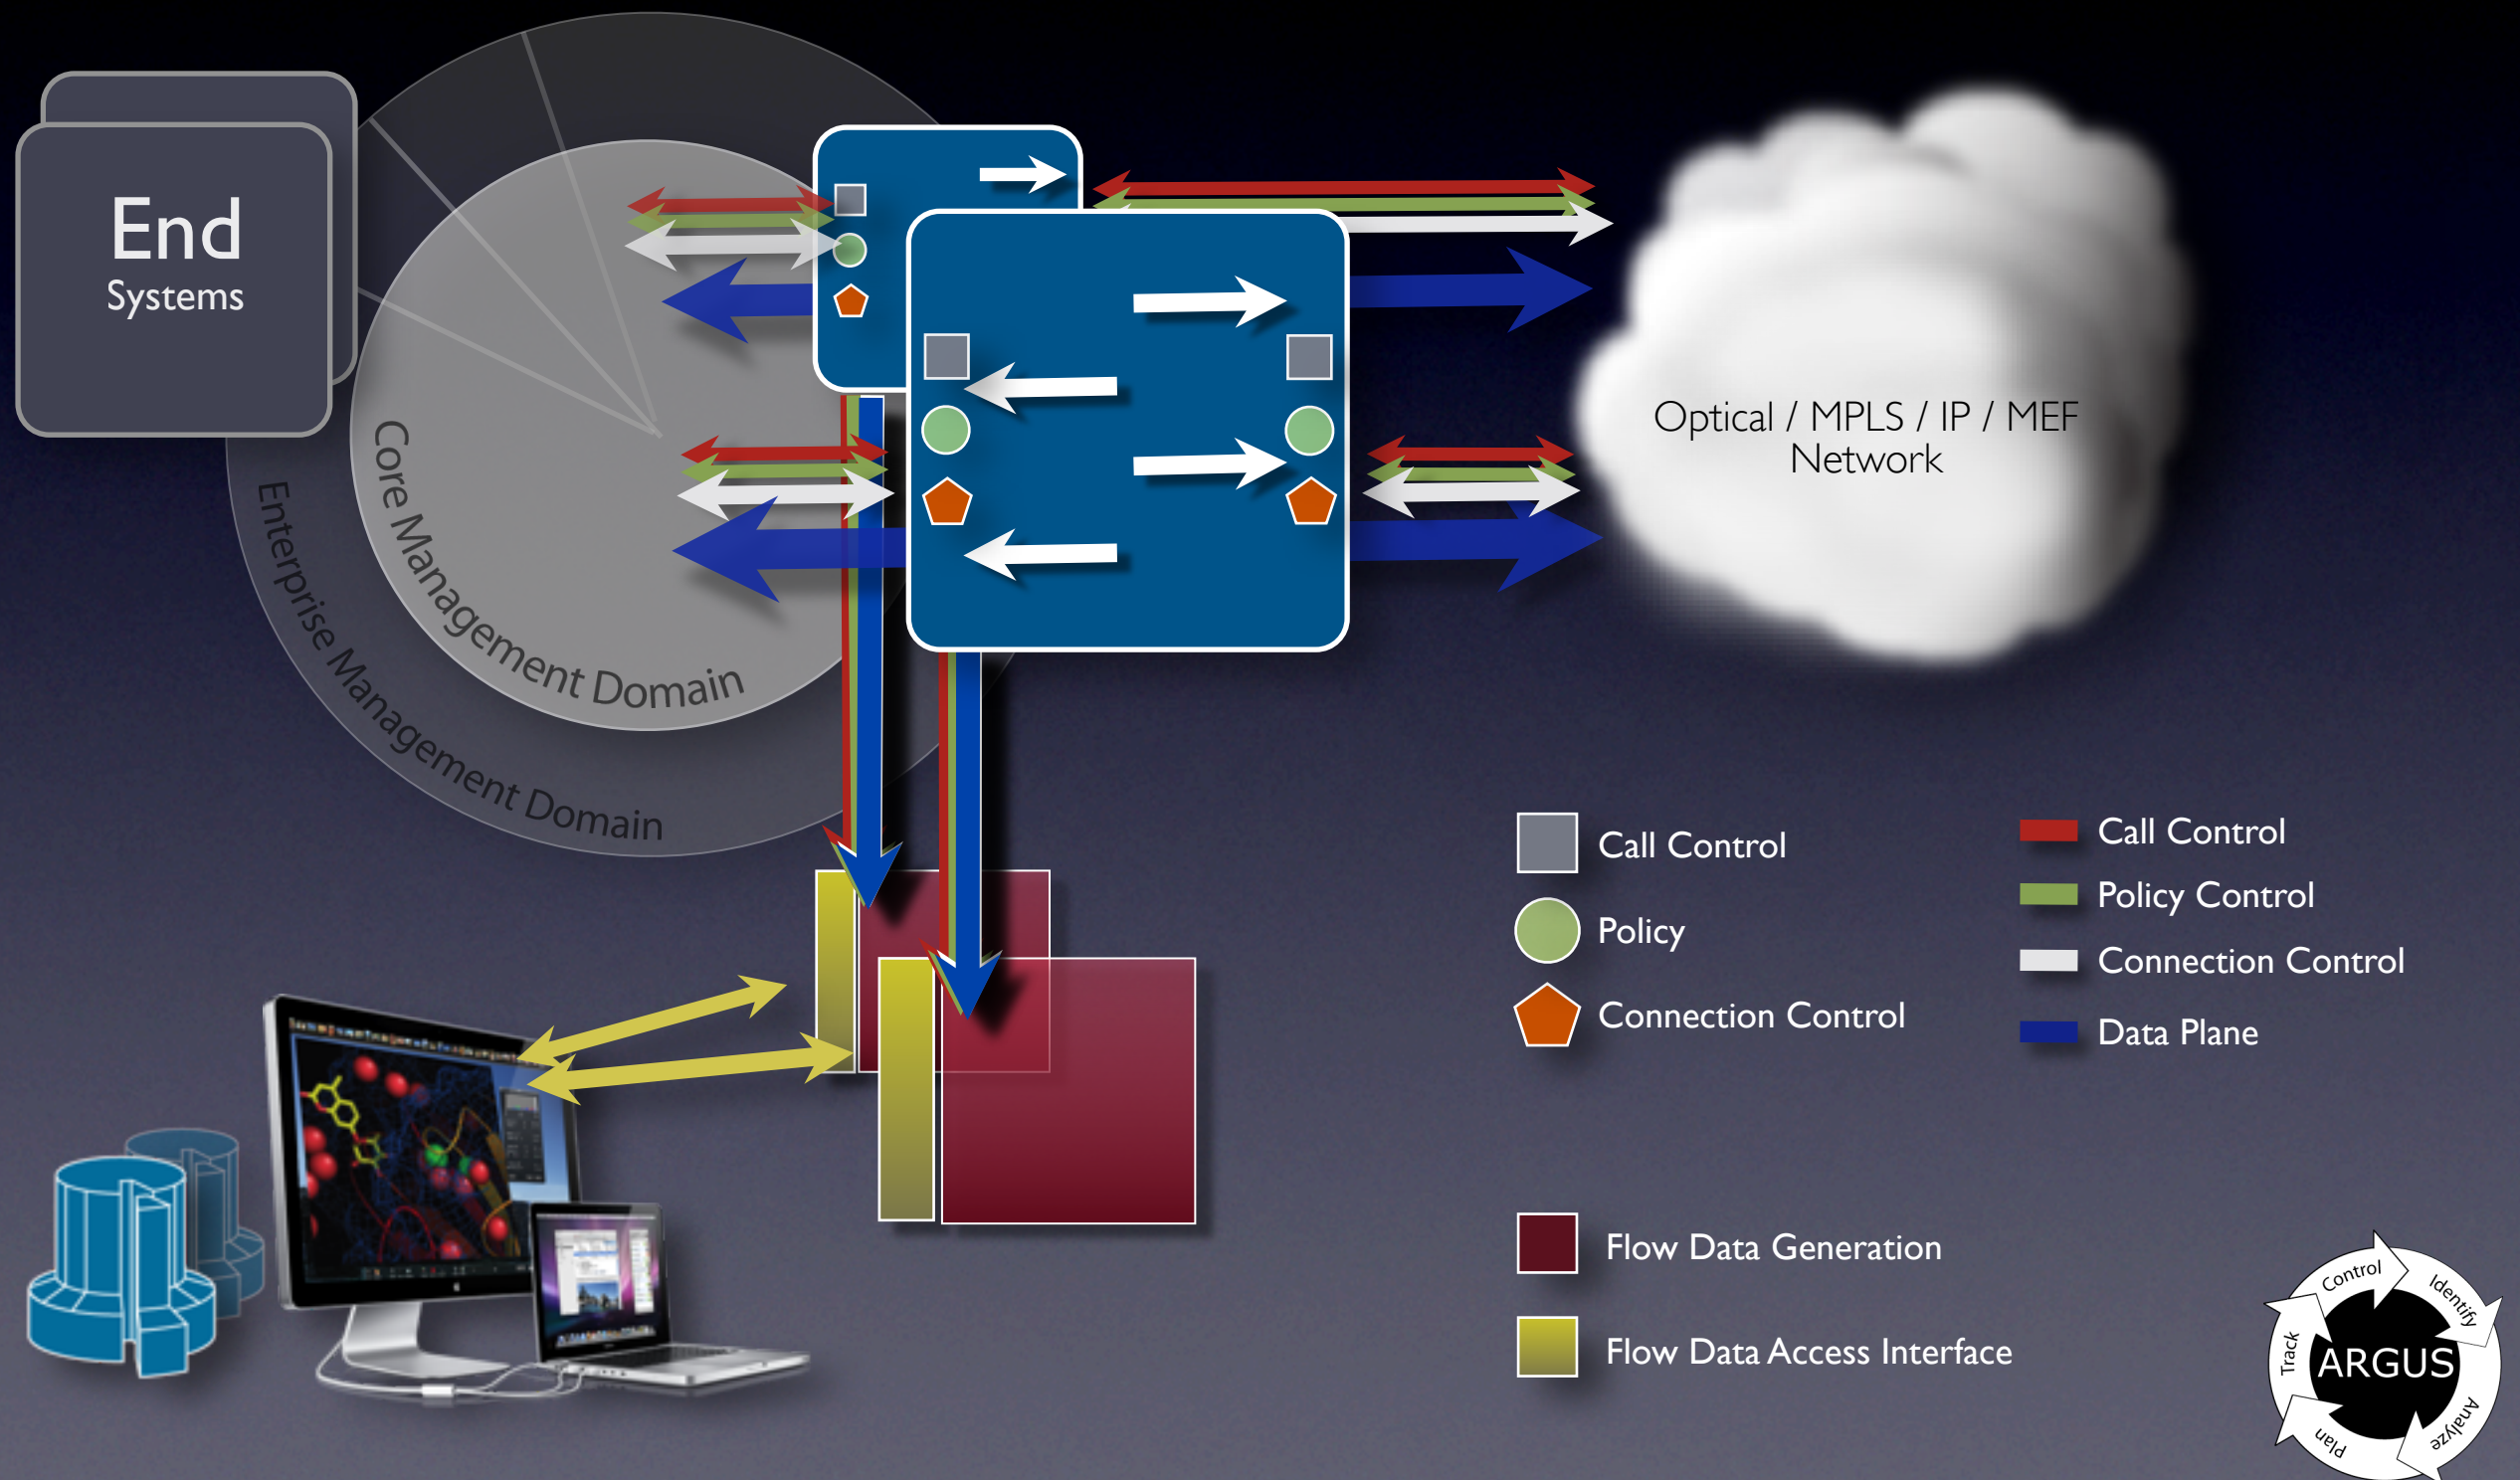 End
Systems
Core Management Domain
Enterprise Management Domain
Optical / MPLS / IP / MEF
Network
Call Control
Policy
Connection Control
Call Control
Policy Control
Connection Control
Data Plane
Flow Data Generation
Flow Data Access Interface
Control
Identify
Analyze
Plan
Track
ARGUS